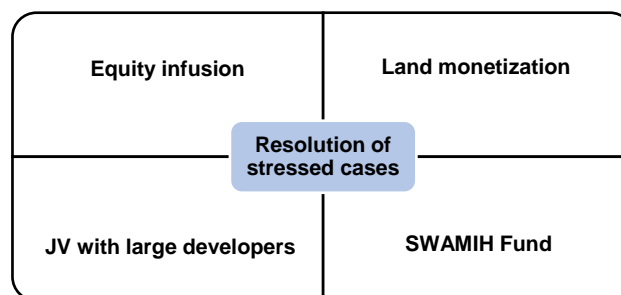 Equity infusion
Land monetization
Resolution of
stressed cases
JV with large developers
SWAMIH Fund